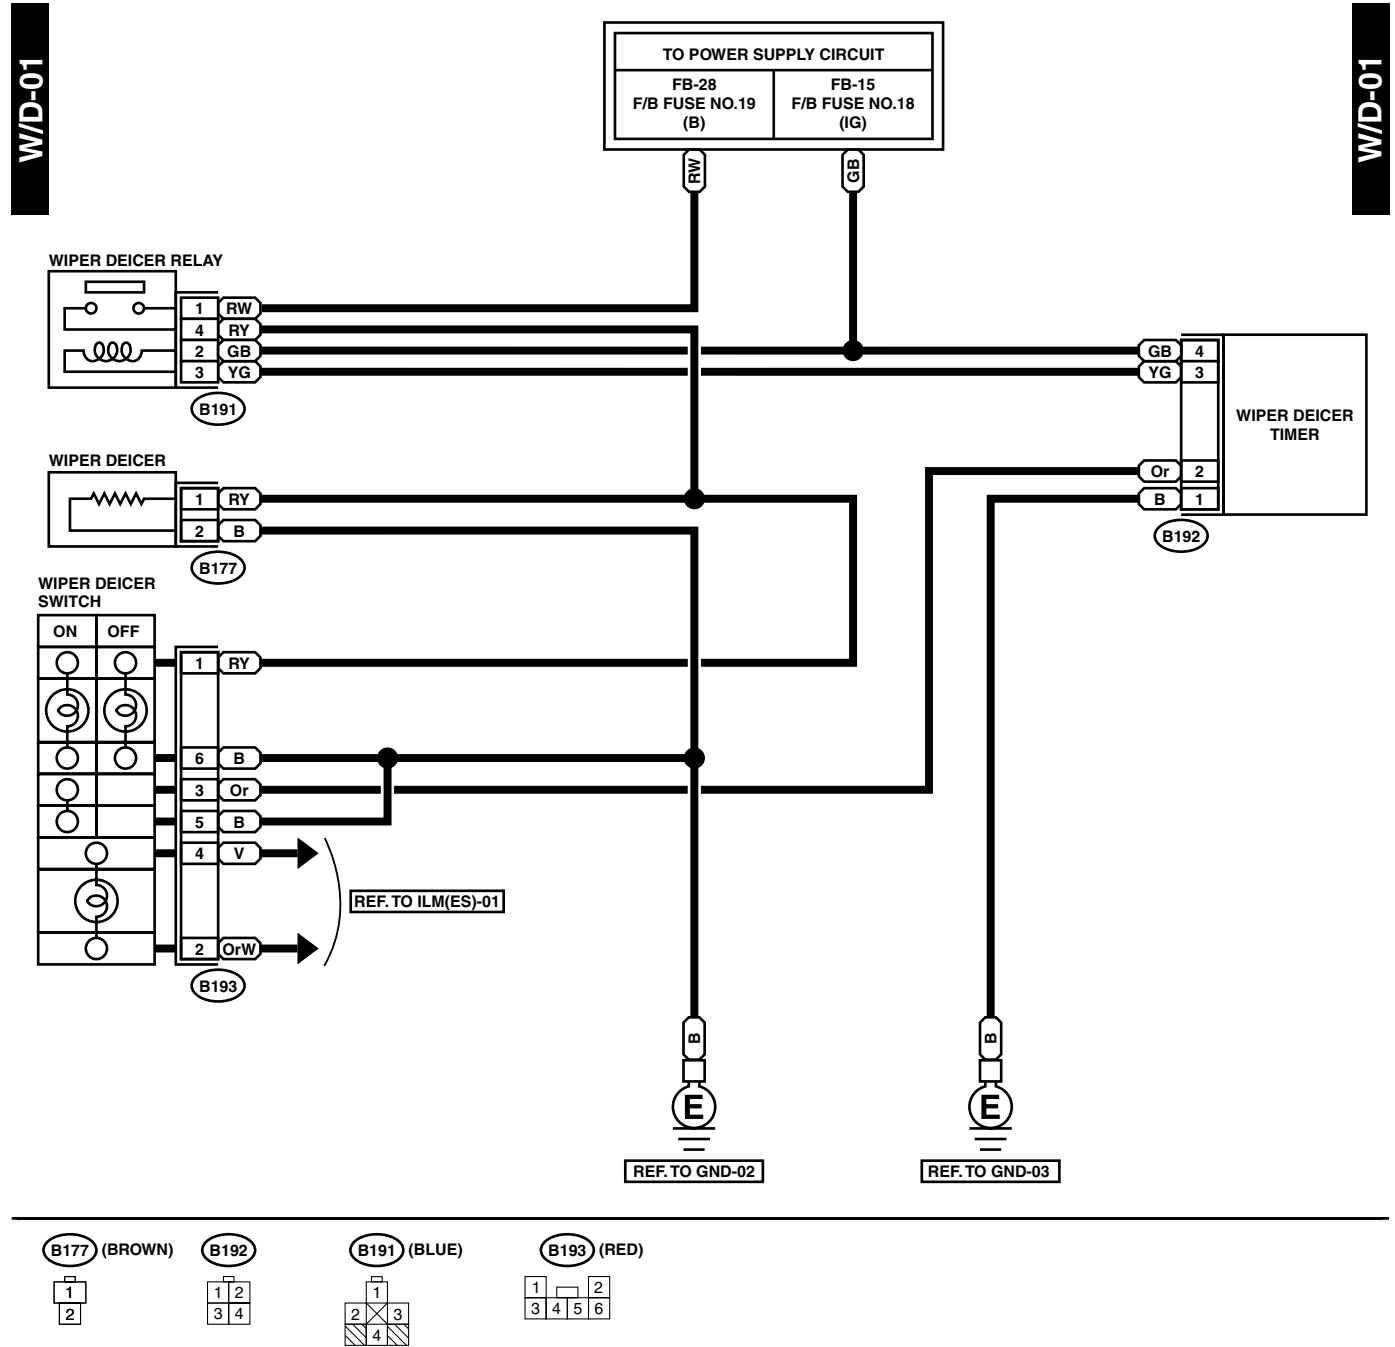 W/D-01
W/D-01
TO POWER SUPPLY CIRCUIT
FB-28
F/B FUSE NO.19
(B)
FB-15
F/B FUSE NO.18
(IG)
RW
GB
WIPER DEICER RELAY
1 RW
4 RY
2 GB
3 YG
B191
GB 4
YG 3
Or 2
B 1
WIPER DEICER
TIMER
B192
WIPER DEICER
1 RY
2 B
B177
WIPER DEICER
SWITCH
ON OFF
1 RY
6 B
3 Or
5 B
4 V
2 OrW
REF. TO ILM(ES)-01
B193
B
B
E
E
REF. TO GND-02
REF. TO GND-03
B177 (BROWN)
1
2
B192
1 2
3 4
B191 (BLUE)
1
2 3
4
B193 (RED)
1 2
3 4 5 6